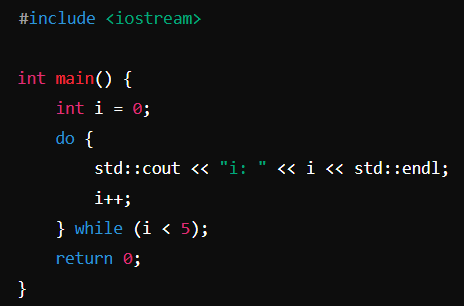 #include <iostream>

int main() {
    int i = 0;
    do {
        std::cout << "i: " << i << std::endl;
        i++;
    } while (i < 5);
    return 0;
}